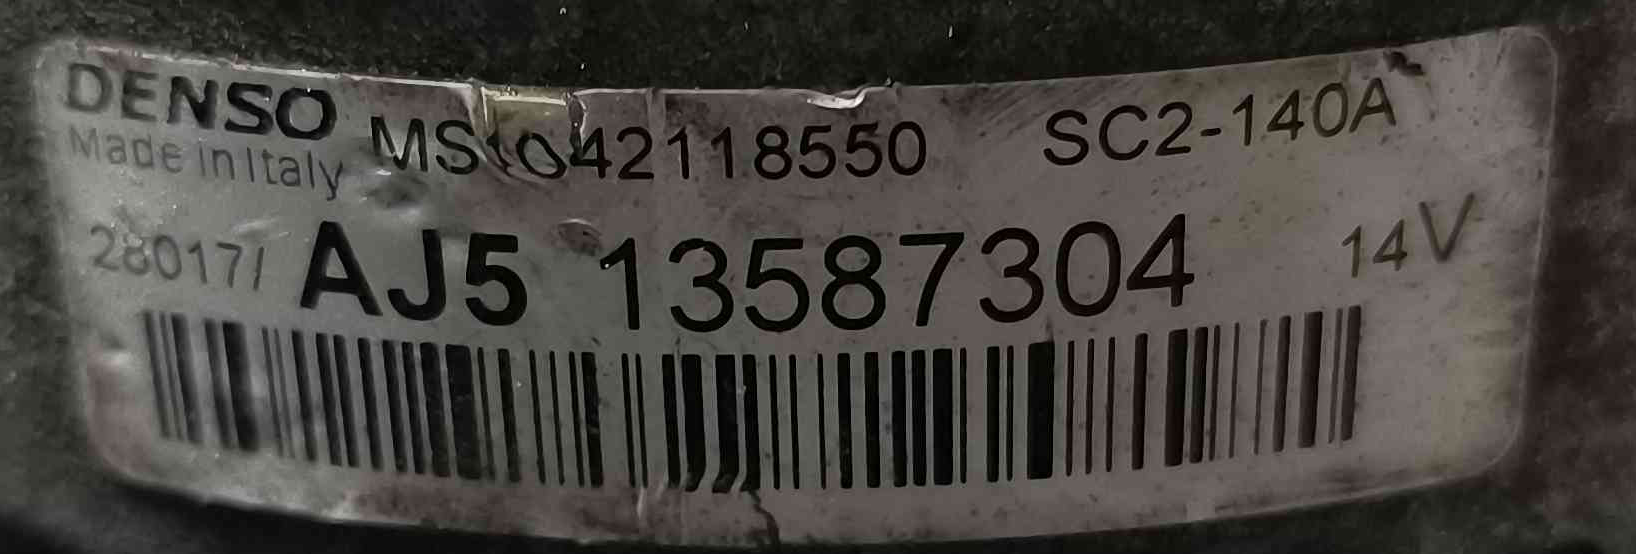 DENSO MS1042118550 SC2-140A
Made in Italy
280171 AJ5 13587304 14V